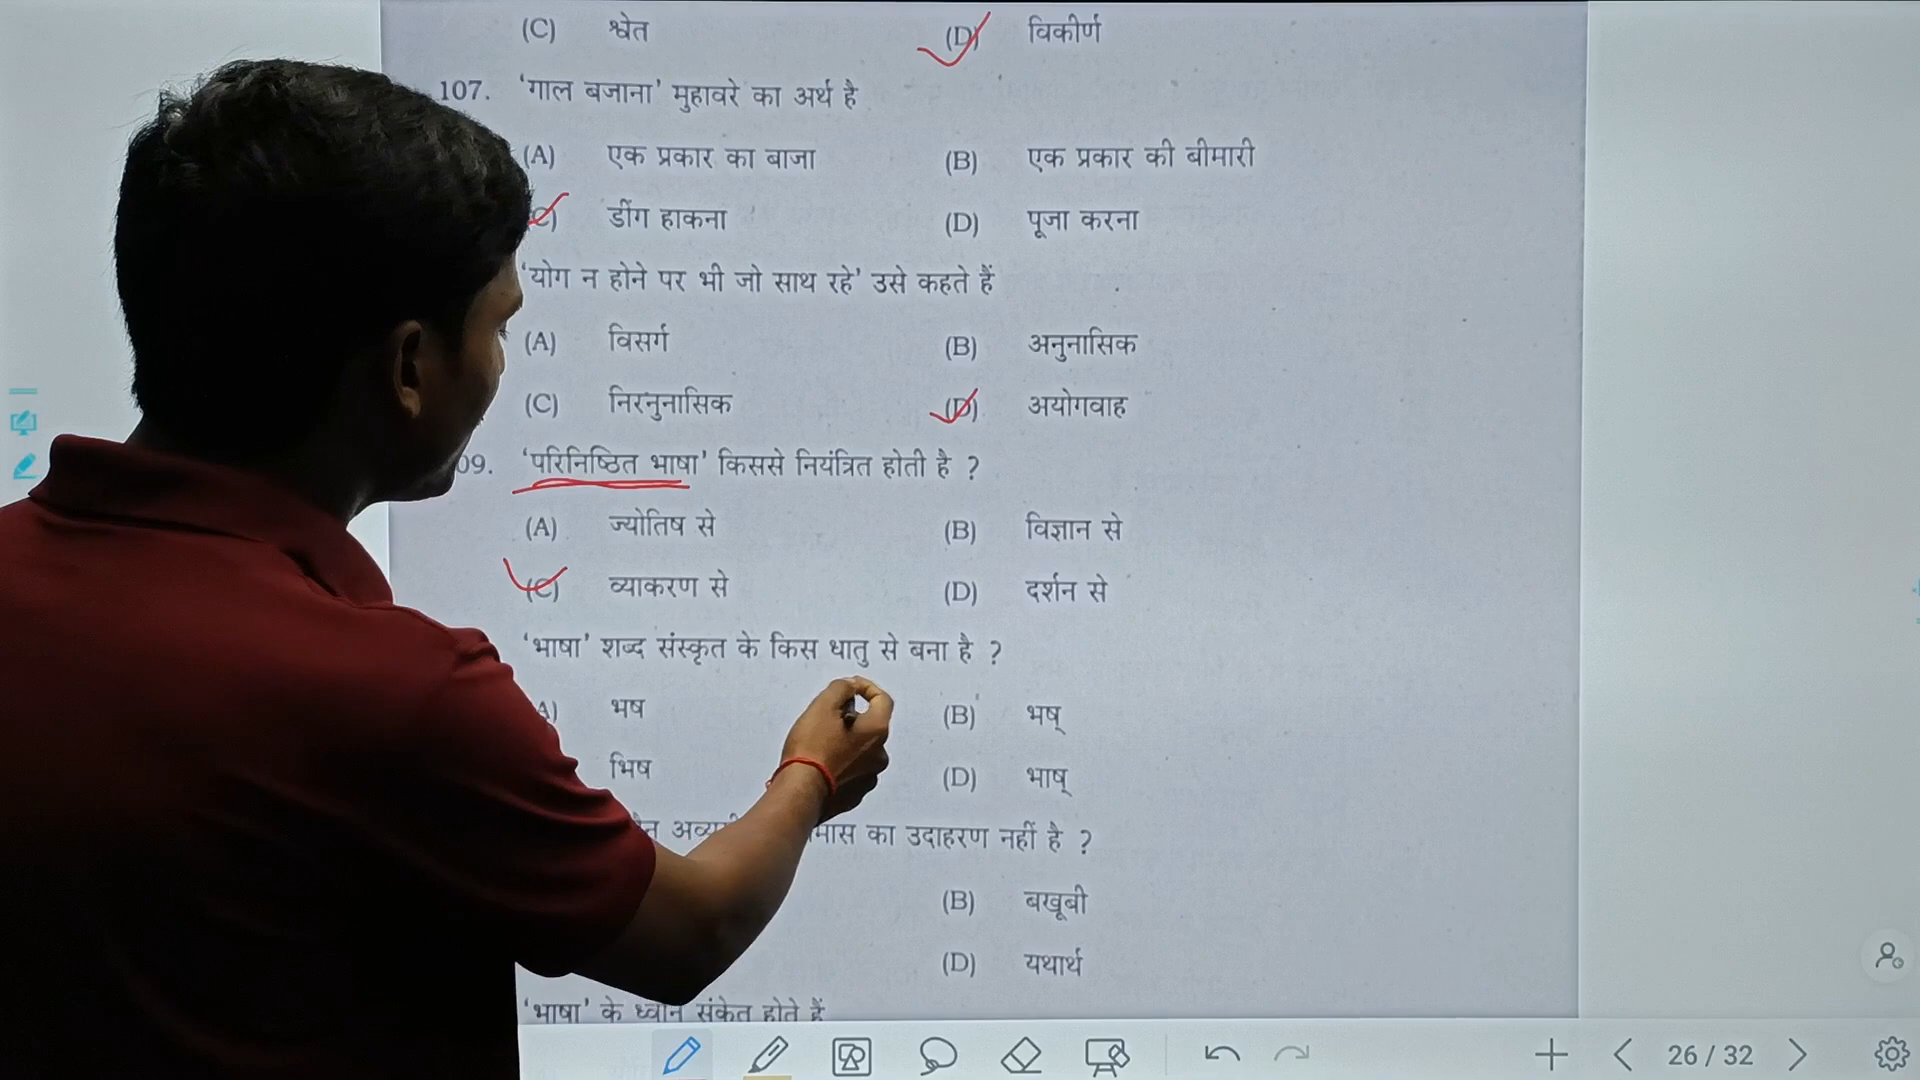 (C) श्वेत (D) विकीर्ण
107. ‘गाल बजाना’ मुहावरे का अर्थ है
(A) एक प्रकार का बाजा (B) एक प्रकार की बीमारी
(C) डींग हाकना (D) पूजा करना
‘योग न होने पर भी जो साथ रहे’ उसे कहते हैं
(A) विसर्ग (B) अनुनासिक
(C) निरनुनासिक (D) अयोगवाह
09. ‘परिनिष्ठित भाषा’ किससे नियंत्रित होती है ?
(A) ज्योतिष से (B) विज्ञान से
(C) व्याकरण से (D) दर्शन से
‘भाषा’ शब्द संस्कृत के किस धातु से बना है ?
A) भष (B) भष्
भिष (D) भाष्
का उदाहरण नहीं है ?
(B) बखूबी
(D) यथार्थ
‘भाषा’ के ध्वनि संकेत होते हैं
26 / 32